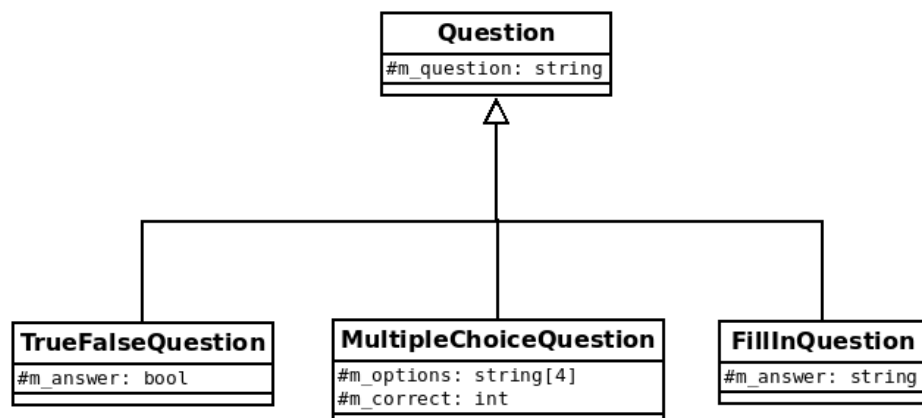 Question
#m_question: string
TrueFalseQuestion
#m_answer: bool
MultipleChoiceQuestion
#m_options: string[4]
#m_correct: int
FillInQuestion
#m_answer: string